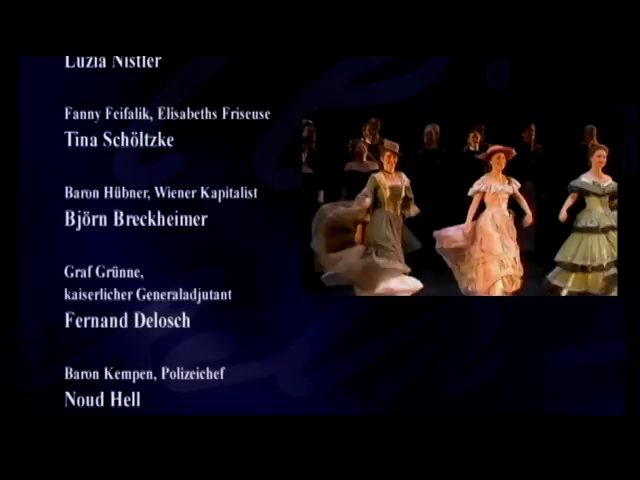 Luzia Nistler
Fanny Feifalik, Elisabeths Friseuse
Tina Schöltzke
Baron Hübner, Wiener Kapitalist
Björn Breckheimer
Graf Grünne,
kaiserlicher Generaladjutant
Fernand Delosch
Baron Kempen, Polizeichef
Noud Hell